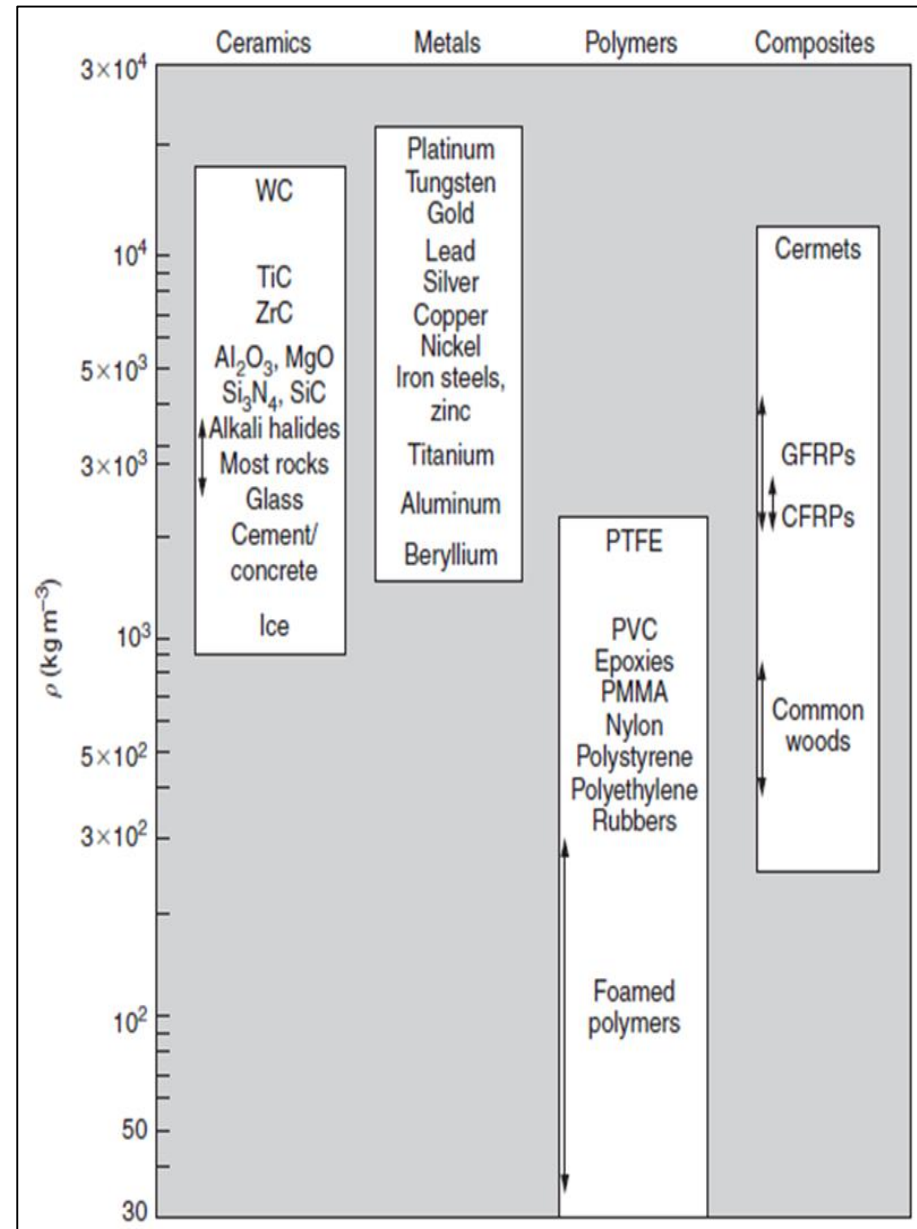 Ceramics Metals Polymers Composites
3×10⁴
10⁴
5×10³
3×10³
10³
5×10²
3×10²
10²
50
30
ρ (kg m⁻³)
WC
TiC
ZrC
Al₂O₃, MgO
Si₃N₄, SiC
Alkali halides
Most rocks
Glass
Cement/
concrete
Ice
Platinum
Tungsten
Gold
Lead
Silver
Copper
Nickel
Iron steels,
zinc
Titanium
Aluminum
Beryllium
PTFE
PVC
Epoxies
PMMA
Nylon
Polystyrene
Polyethylene
Rubbers
Foamed
polymers
Cermets
GFRPs
CFRPs
Common
woods